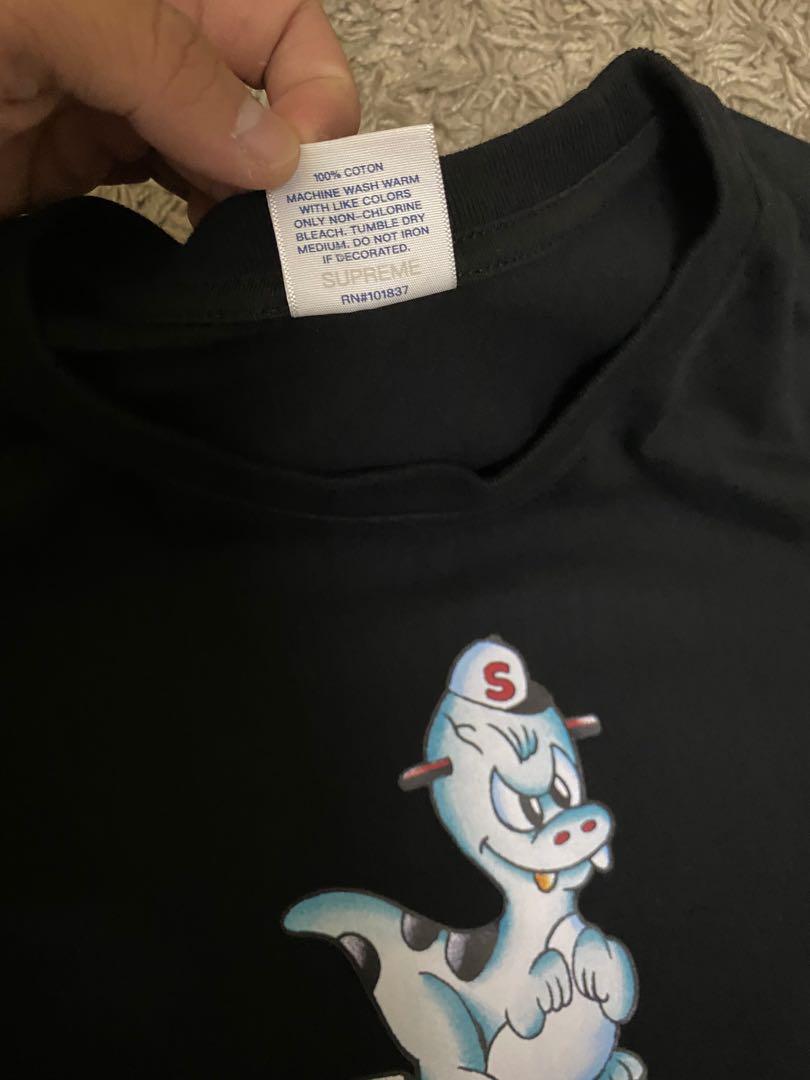 100% COTON
MACHINE WASH WARM
WITH LIKE COLORS
ONLY NON-CHLORINE
BLEACH. TUMBLE DRY
MEDIUM. DO NOT IRON
IF DECORATED.
SUPREME
RN#101837
S